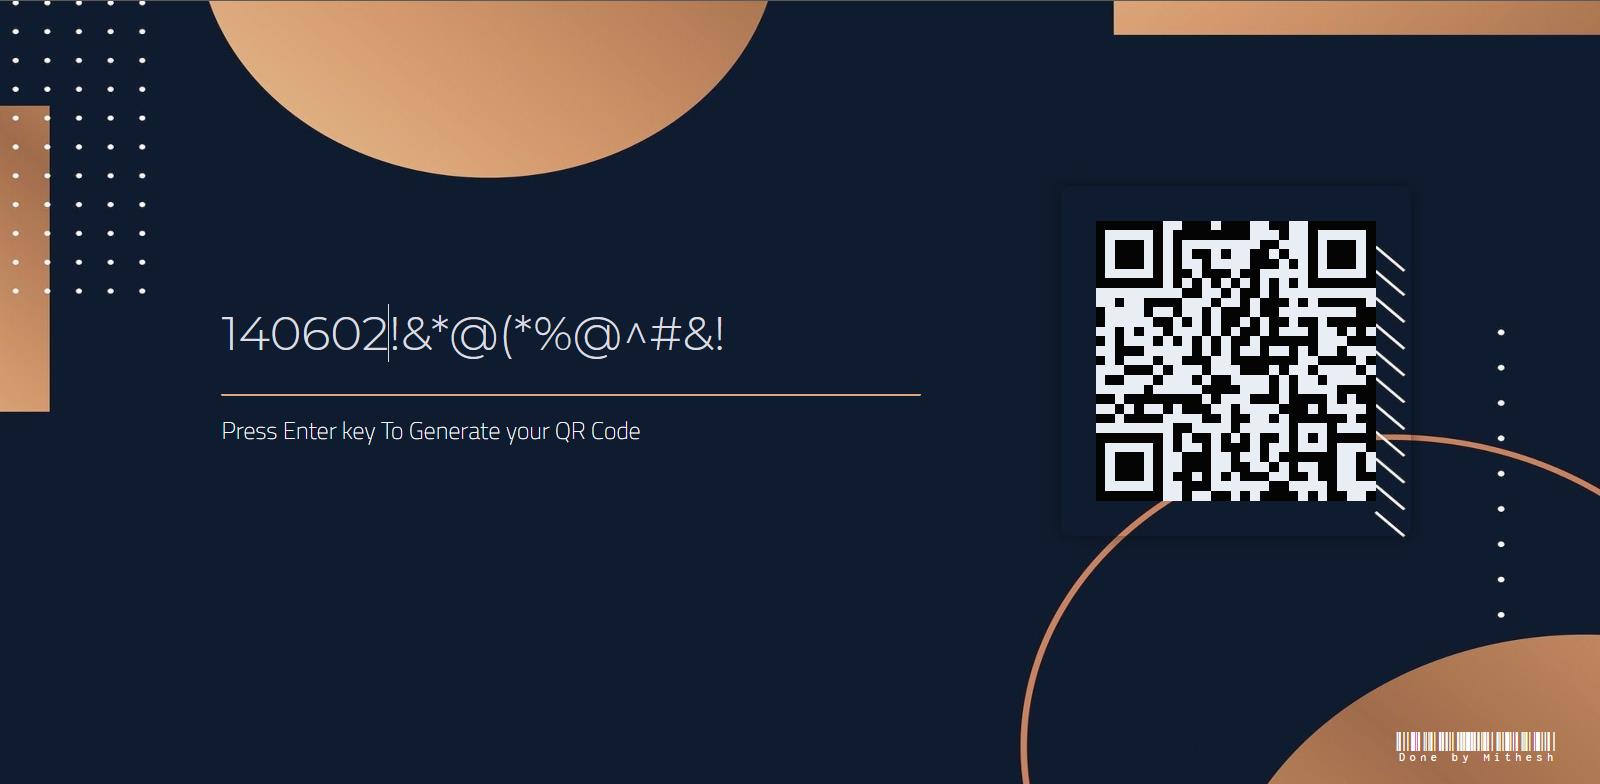 140602!&*@(*%@^#&!
Press Enter key To Generate your QR Code
Done by Mithesh